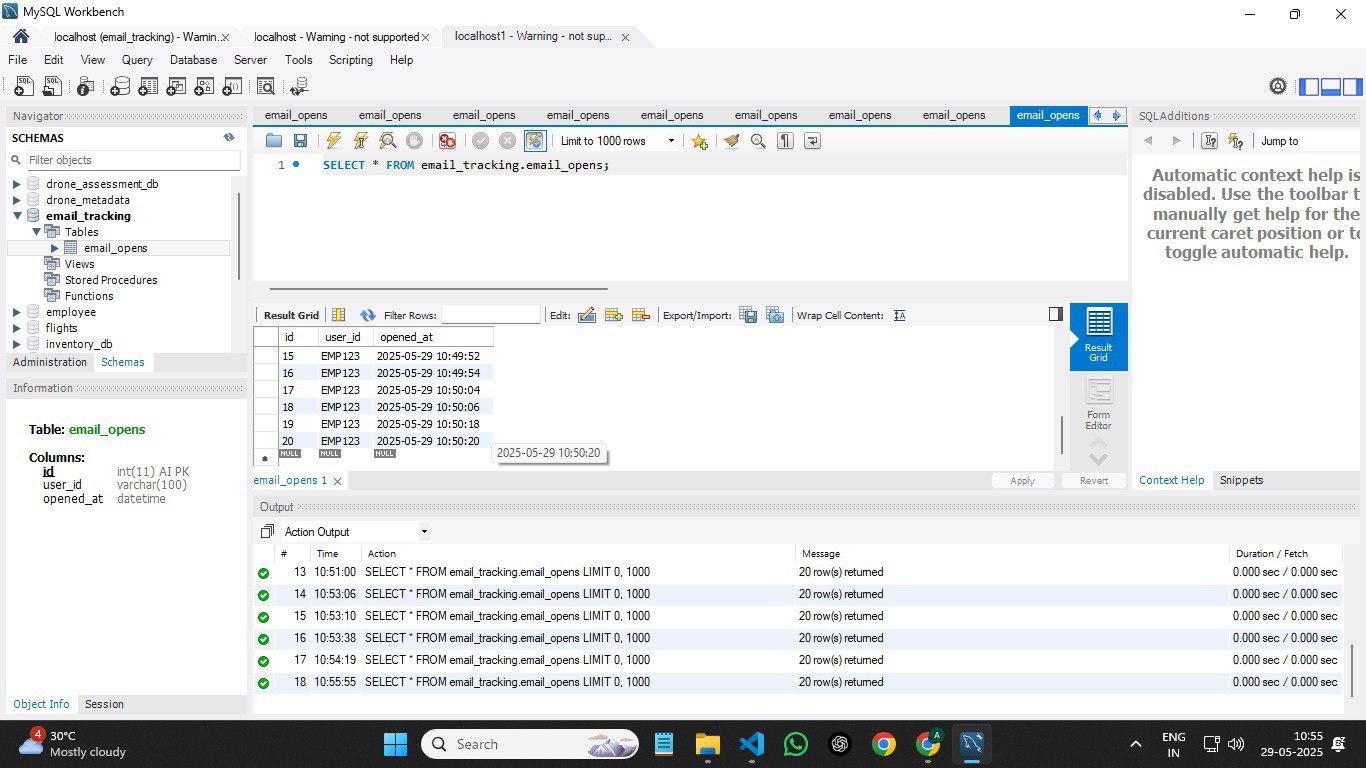 MySQL Workbench
localhost (email_tracking) - Warnin...
localhost - Warning - not supported
localhost1 - Warning - not sup...
File Edit View Query Database Server Tools Scripting Help
Navigator
SCHEMAS
Filter objects
drone_assessment_db
drone_metadata
email_tracking
Tables
email_opens
Views
Stored Procedures
Functions
employee
flights
inventory_db
Administration Schemas
Information
Table: email_opens
Columns:
id int(11) AI PK
user_id varchar(100)
opened_at datetime
Object Info Session
email_opens email_opens email_opens email_opens email_opens email_opens email_opens email_opens email_opens
Limit to 1000 rows
1 SELECT * FROM email_tracking.email_opens;
Result Grid Filter Rows: Edit: Export/Import: Wrap Cell Content:
id user_id opened_at
15 EMP123 2025-05-29 10:49:52
16 EMP123 2025-05-29 10:49:54
17 EMP123 2025-05-29 10:50:04
18 EMP123 2025-05-29 10:50:06
19 EMP123 2025-05-29 10:50:18
20 EMP123 2025-05-29 10:50:20
NULL NULL NULL
2025-05-29 10:50:20
Result
Grid
Form
Editor
email_opens 1
Apply Revert
SQLAdditions
Jump to
Automatic context help is
disabled. Use the toolbar t
manually get help for the
current caret position or to
toggle automatic help.
Context Help Snippets
Output
Action Output
# Time Action Message Duration / Fetch
13 10:51:00 SELECT * FROM email_tracking.email_opens LIMIT 0, 1000 20 row(s) returned 0.000 sec / 0.000 sec
14 10:53:06 SELECT * FROM email_tracking.email_opens LIMIT 0, 1000 20 row(s) returned 0.000 sec / 0.000 sec
15 10:53:10 SELECT * FROM email_tracking.email_opens LIMIT 0, 1000 20 row(s) returned 0.000 sec / 0.000 sec
16 10:53:38 SELECT * FROM email_tracking.email_opens LIMIT 0, 1000 20 row(s) returned 0.000 sec / 0.000 sec
17 10:54:19 SELECT * FROM email_tracking.email_opens LIMIT 0, 1000 20 row(s) returned 0.000 sec / 0.000 sec
18 10:55:55 SELECT * FROM email_tracking.email_opens LIMIT 0, 1000 20 row(s) returned 0.000 sec / 0.000 sec
4
30°C
Mostly cloudy
Search
A
ENG
IN
10:55
29-05-2025